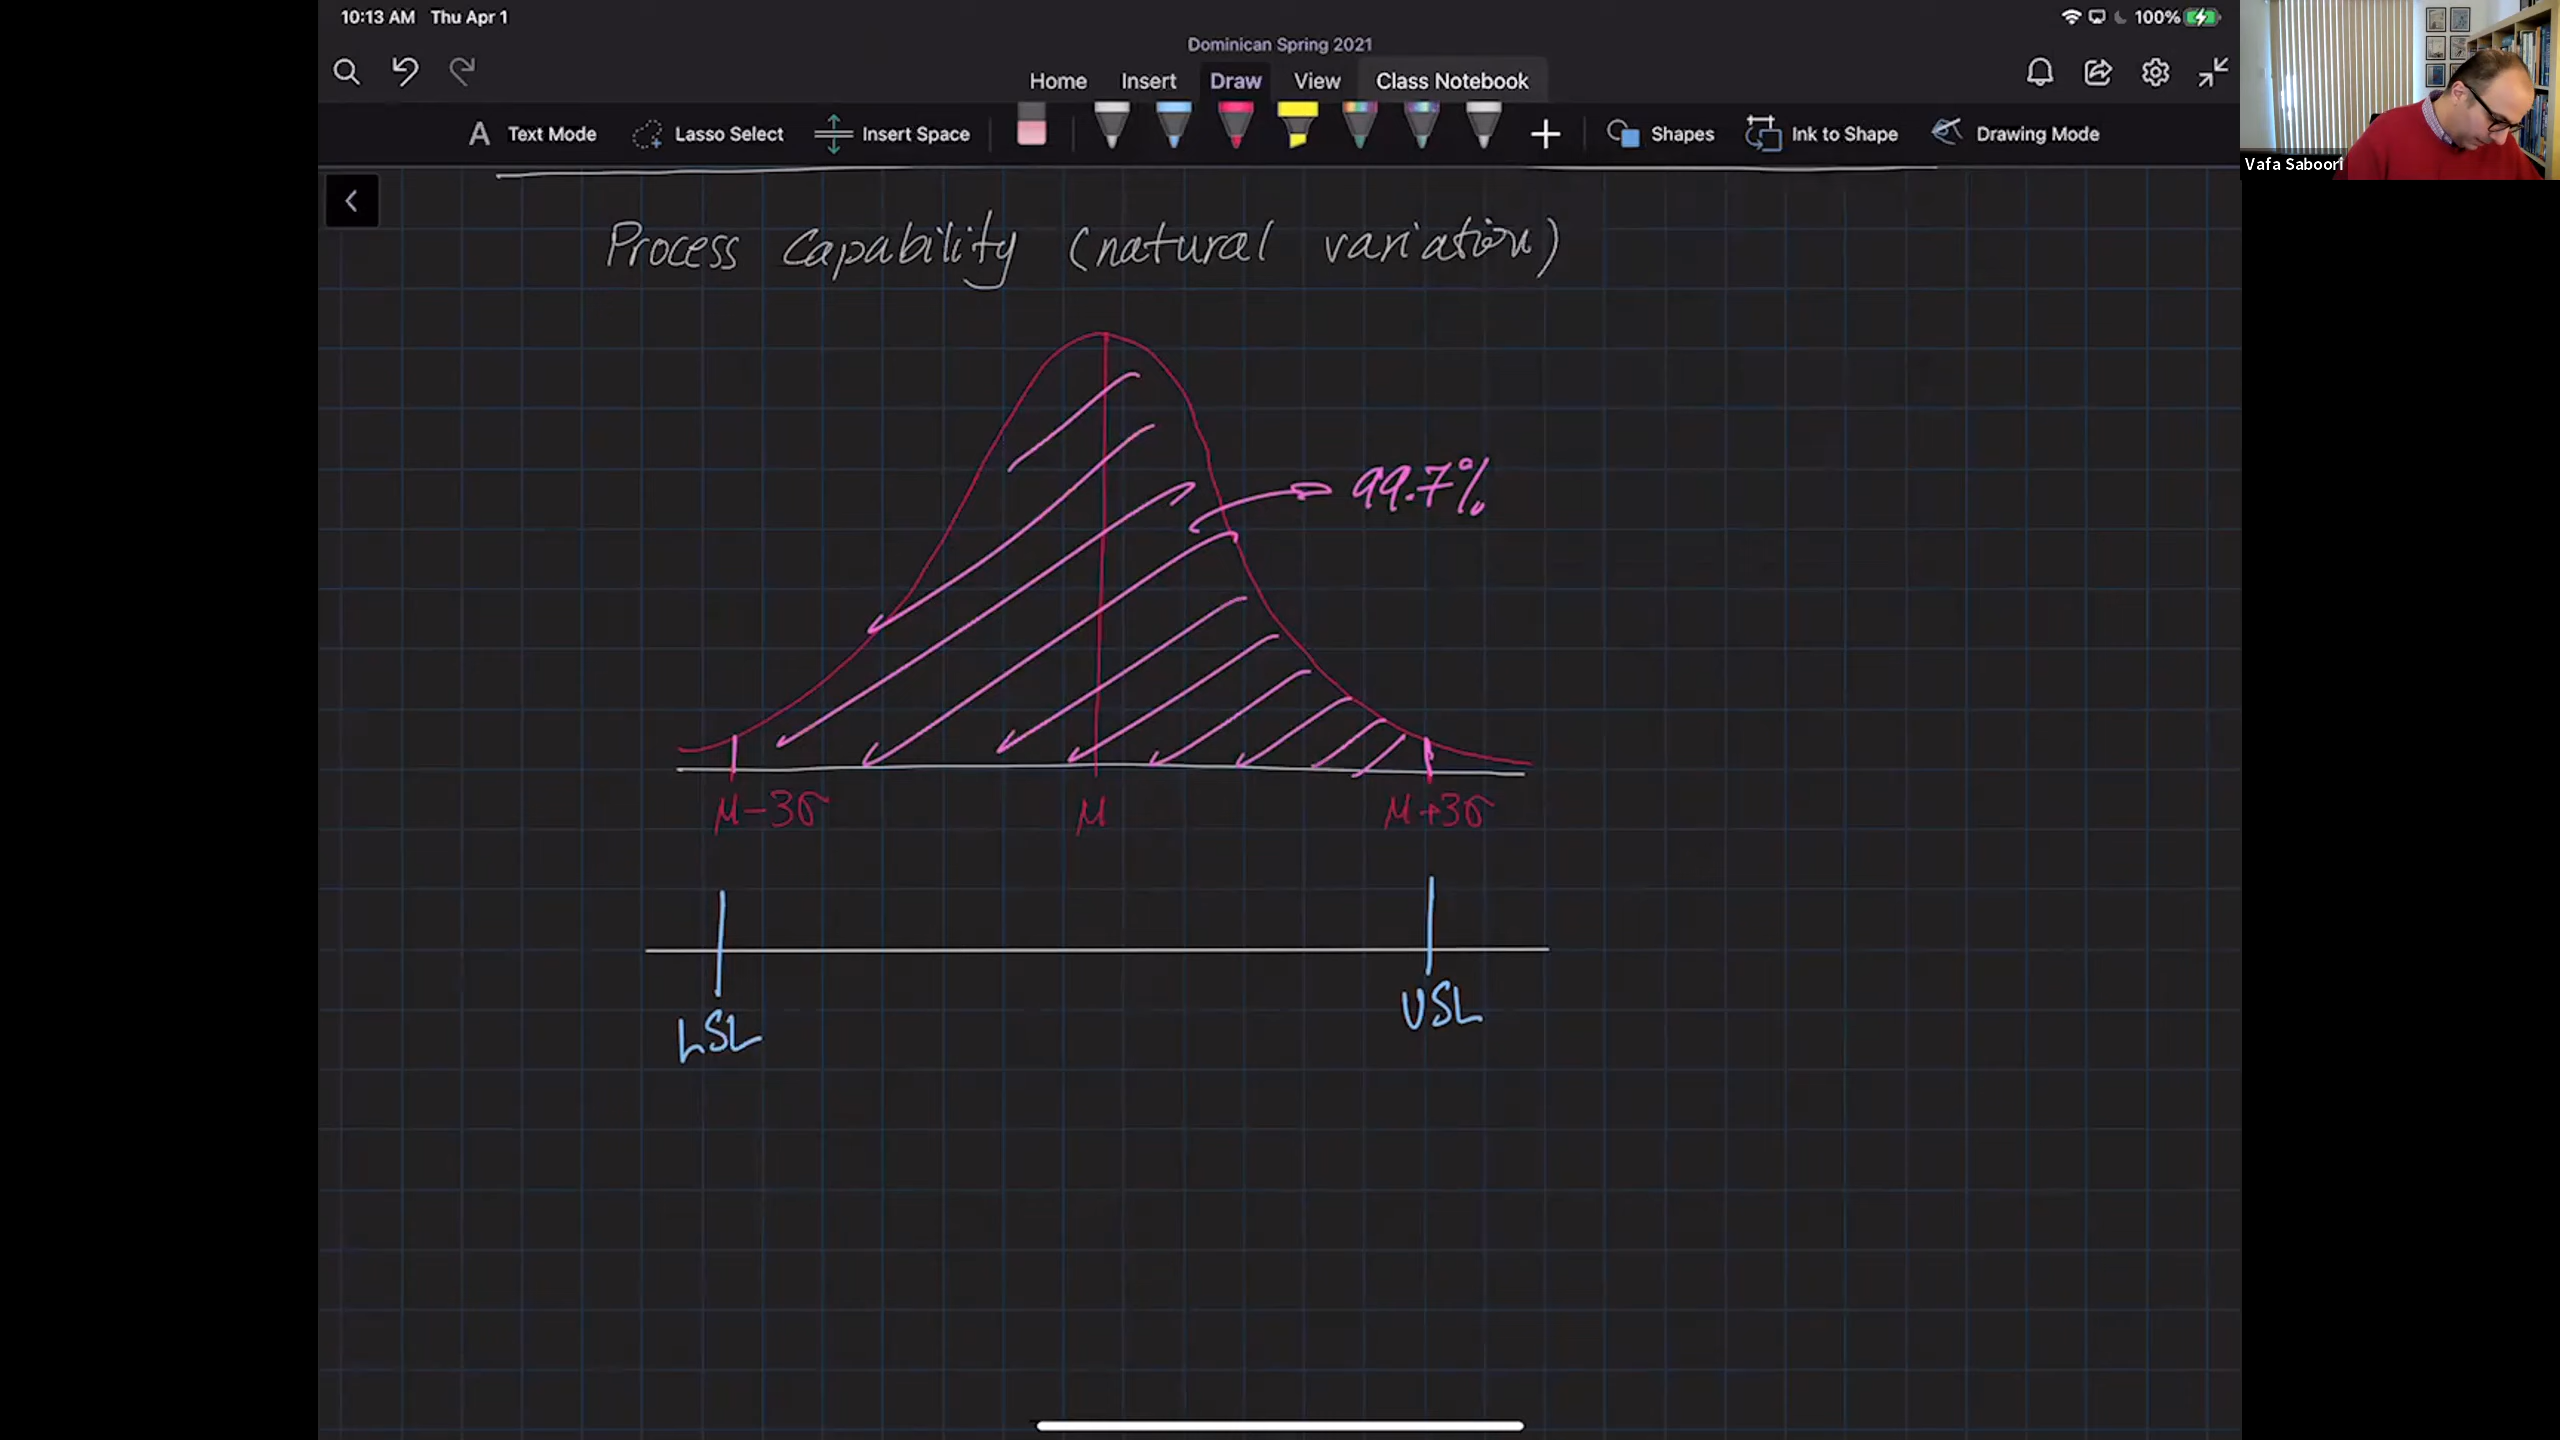 10:13 AM Thu Apr 1
100%
Dominican Spring 2021
Home Insert Draw View Class Notebook
A Text Mode Lasso Select Insert Space Shapes Ink to Shape Drawing Mode
Vafa Saboori
Process Capability (natural variation)
99.7%
μ-3σ μ μ+3σ
LSL USL